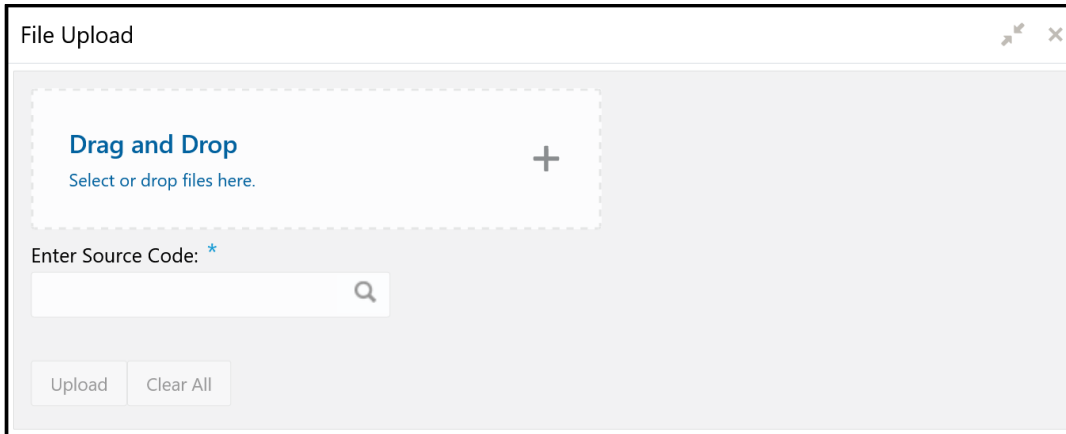 File Upload
Drag and Drop
Select or drop files here.
Enter Source Code: *
Upload Clear All